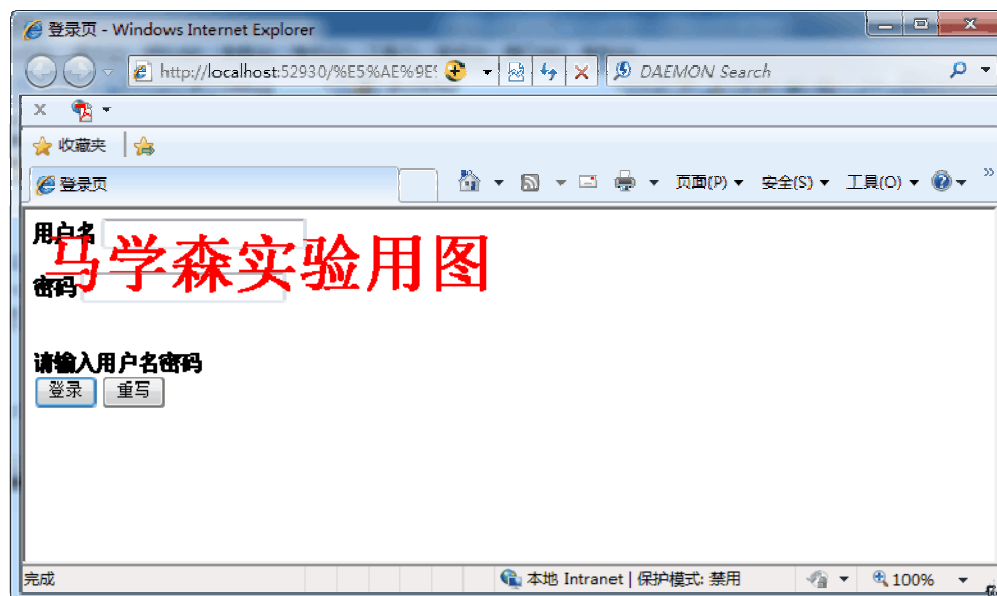 登录页 - Windows Internet Explorer
http://localhost:52930/%E5%AE%9E
DAEMON Search
收藏夹
登录页
页面(P) 安全(S) 工具(O)
用户名
马学森实验用图
密码
请输入用户名密码
登录 重写
完成 本地 Intranet | 保护模式: 禁用 100%